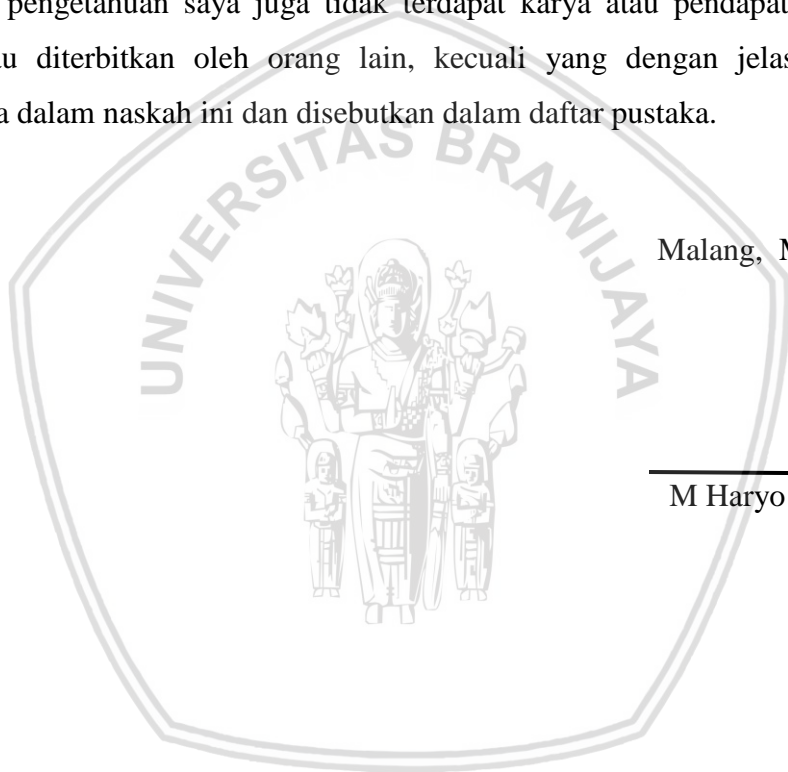 pengetahuan saya juga tidak terdapat karya atau pendapat
diterbitkan oleh orang lain, kecuali yang dengan jelas
dalam naskah ini dan disebutkan dalam daftar pustaka.
UNIVERSITAS BRAWIJAYA
Malang,
M Haryo